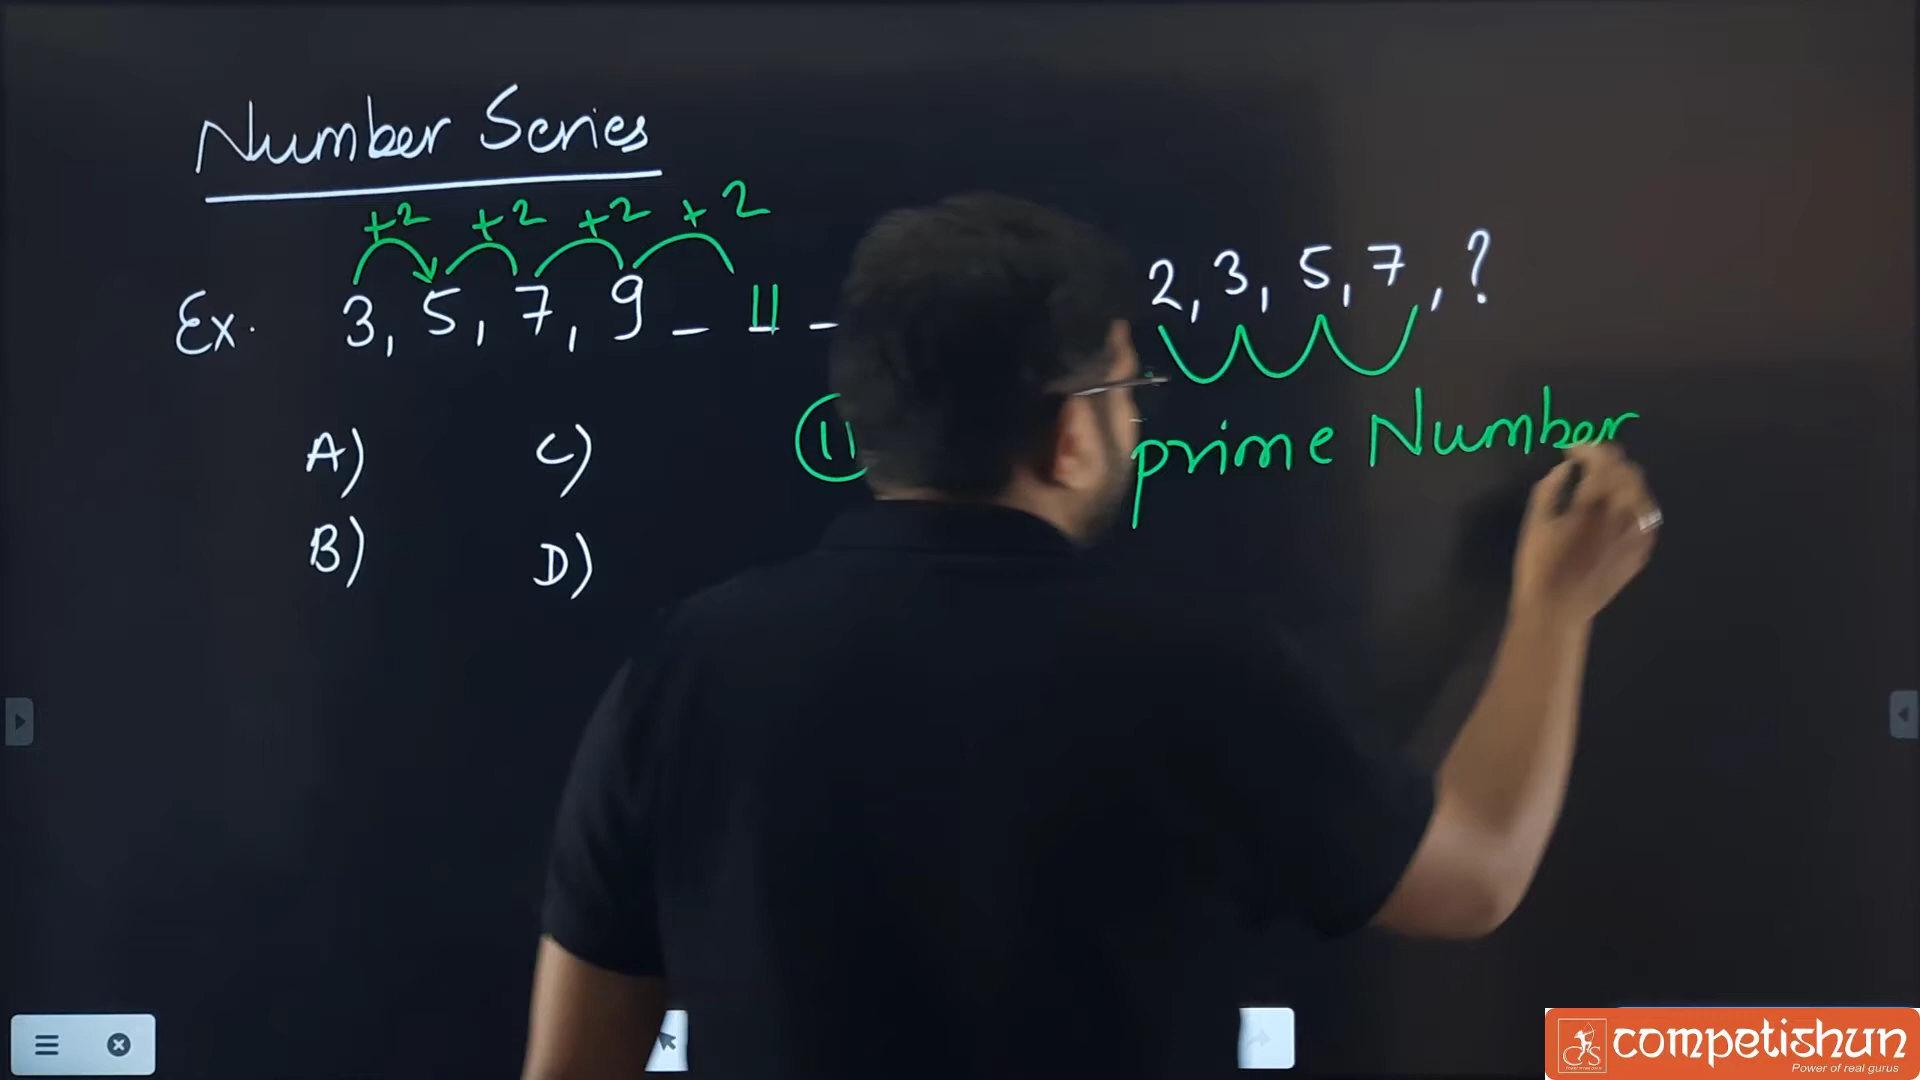 Number Series
+2 +2 +2 +2
Ex. 3, 5, 7, 9 _ 11 _
2, 3, 5, 7, ?
A) C)
11
prime Number
B) D)
competishun
Power of real gurus